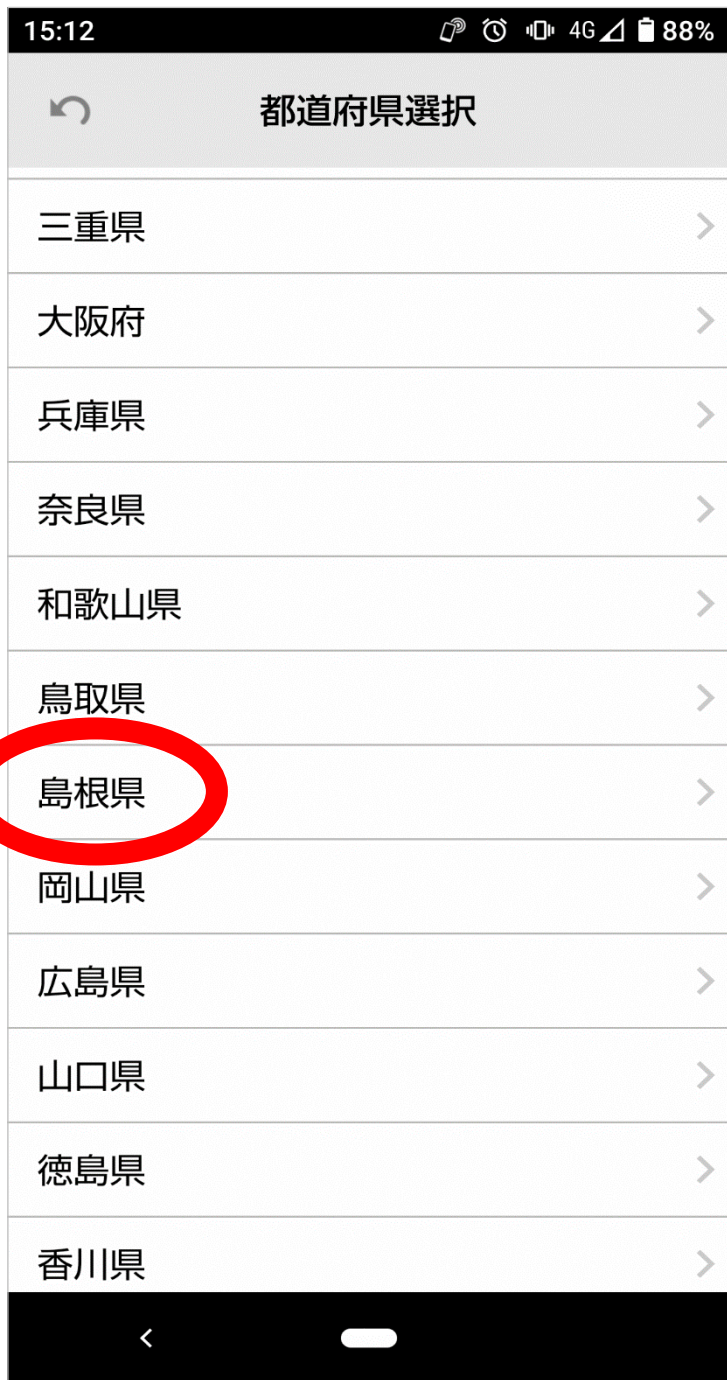 15:12 4G 88%
都道府県選択
三重県
大阪府
兵庫県
奈良県
和歌山県
鳥取県
島根県
岡山県
広島県
山口県
徳島県
香川県